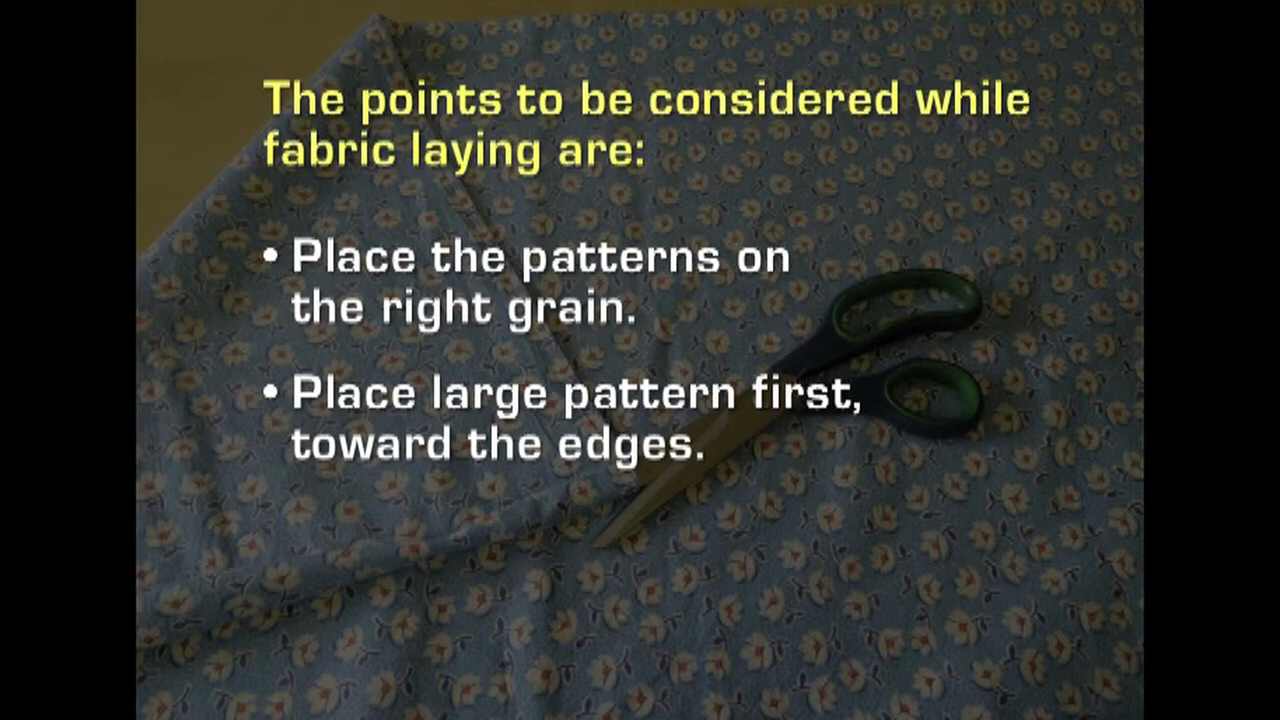 The points to be considered while
fabric laying are:
• Place the patterns on
the right grain.
• Place large pattern first,
toward the edges.